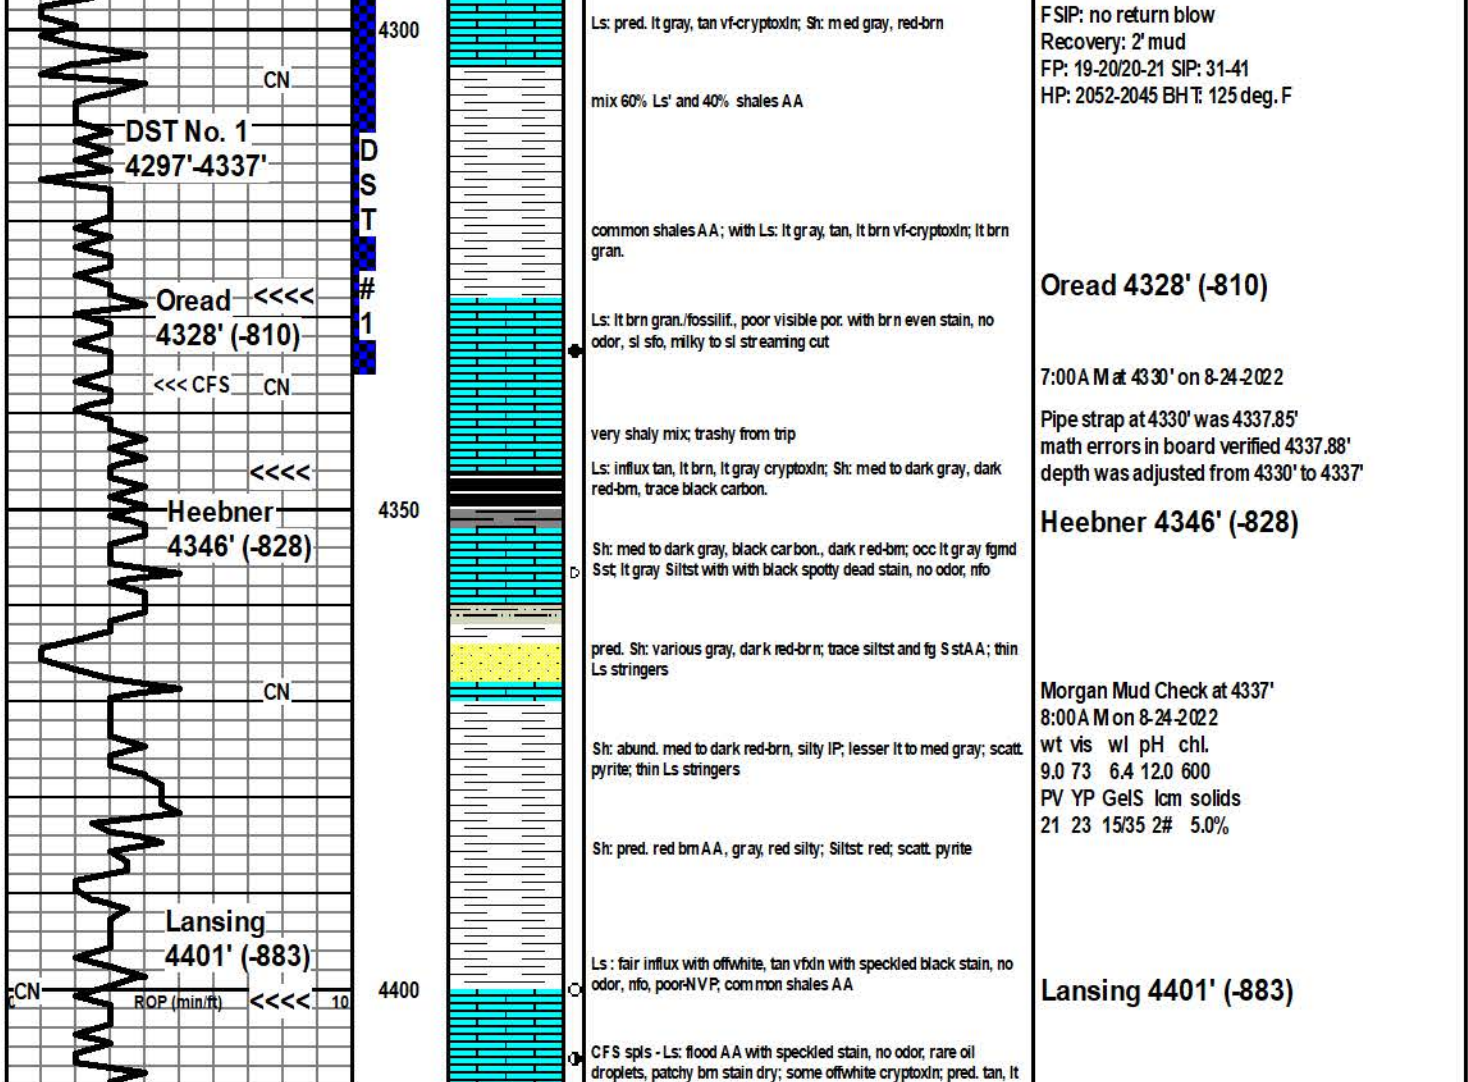 4300
CN
DST No. 1
4297'-4337'
Oread <<<<
4328' (-810)
<<< CFS CN
<<<<
Heebner
4346' (-828)
4350
CN
Lansing
4401' (-883)
CN
ROP (min/ft) <<<< 10
4400
D
S
T
#
1
Ls: pred. lt gray, tan vf-cryptoxln; Sh: med gray, red-brn
mix 60% Ls' and 40% shales AA
common shales AA; with Ls: lt gray, tan, lt brn vf-cryptoxln; lt brn
gran.
Ls: lt brn gran./fossilif., poor visible por. with brn even stain, no
odor, sl sfo, milky to sl streaming cut
very shaly mix; trashy from trip
Ls: influx tan, lt brn, lt gray cryptoxln; Sh: med to dark gray, dark
red-brn, trace black carbon.
Sh: med to dark gray, black carbon., dark red-brn; occ lt gray fgrnd
Sst; lt gray Siltst with with black spotty dead stain, no odor, nfo
pred. Sh: various gray, dark red-brn; trace siltst and fg Sst AA; thin
Ls stringers
Sh: abund. med to dark red-brn, silty IP; lesser lt to med gray; scatt.
pyrite; thin Ls stringers
Sh: pred. red brn AA, gray, red silty; Siltst: red; scatt. pyrite
Ls : fair influx with offwhite, tan vfxln with speckled black stain, no
odor, nfo, poor-NVP; common shales AA
CFS spls - Ls: flood AA with speckled stain, no odor, rare oil
droplets, patchy brn stain dry; some offwhite cryptoxln; pred. tan, lt
FSIP: no return blow
Recovery: 2' mud
FP: 19-20/20-21 SIP: 31-41
HP: 2052-2045 BHT: 125 deg. F
Oread 4328' (-810)
7:00 AM at 4330' on 8-24-2022
Pipe strap at 4330' was 4337.85'
math errors in board verified 4337.88'
depth was adjusted from 4330' to 4337'
Heebner 4346' (-828)
Morgan Mud Check at 4337'
8:00 AM on 8-24-2022
wt vis wl pH chl.
9.0 73 6.4 12.0 600
PV YP GelS lcm solids
21 23 15/35 2# 5.0%
Lansing 4401' (-883)